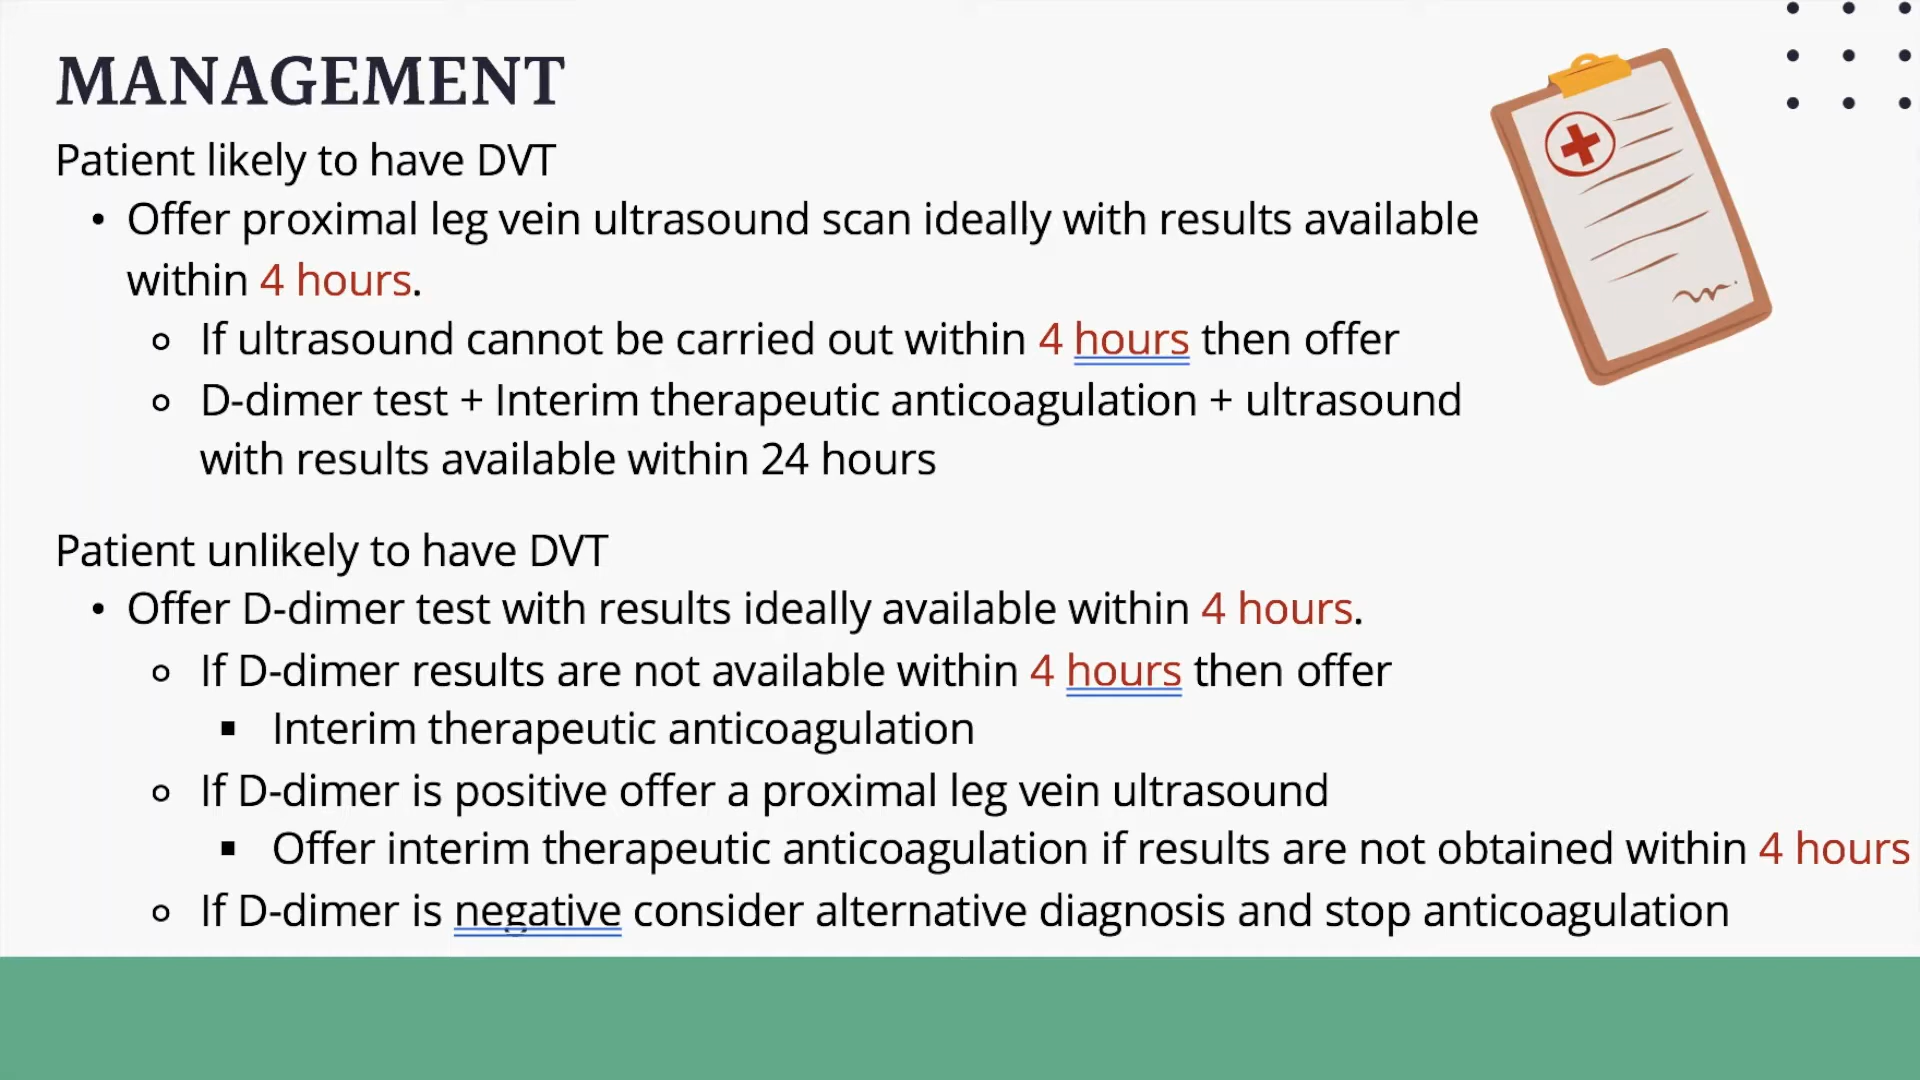 MANAGEMENT
Patient likely to have DVT
• Offer proximal leg vein ultrasound scan ideally with results available
within 4 hours.
o If ultrasound cannot be carried out within 4 hours then offer
o D-dimer test + Interim therapeutic anticoagulation + ultrasound
with results available within 24 hours
Patient unlikely to have DVT
• Offer D-dimer test with results ideally available within 4 hours.
o If D-dimer results are not available within 4 hours then offer
▪ Interim therapeutic anticoagulation
o If D-dimer is positive offer a proximal leg vein ultrasound
▪ Offer interim therapeutic anticoagulation if results are not obtained within 4 hours
o If D-dimer is negative consider alternative diagnosis and stop anticoagulation